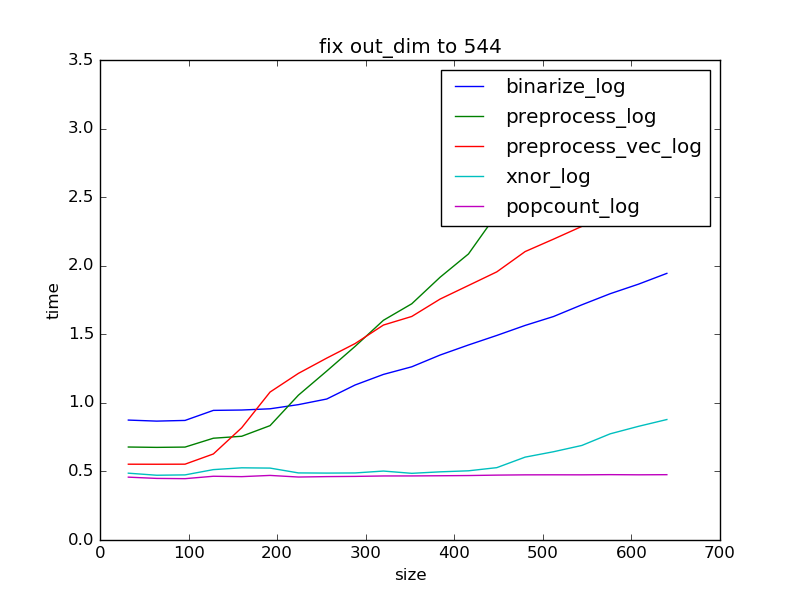 fix out_dim to 544
3.5
3.0
2.5
2.0
1.5
1.0
0.5
0.0
time
binarize_log
preprocess_log
preprocess_vec_log
xnor_log
popcount_log
0 100 200 300 400 500 600 700
size